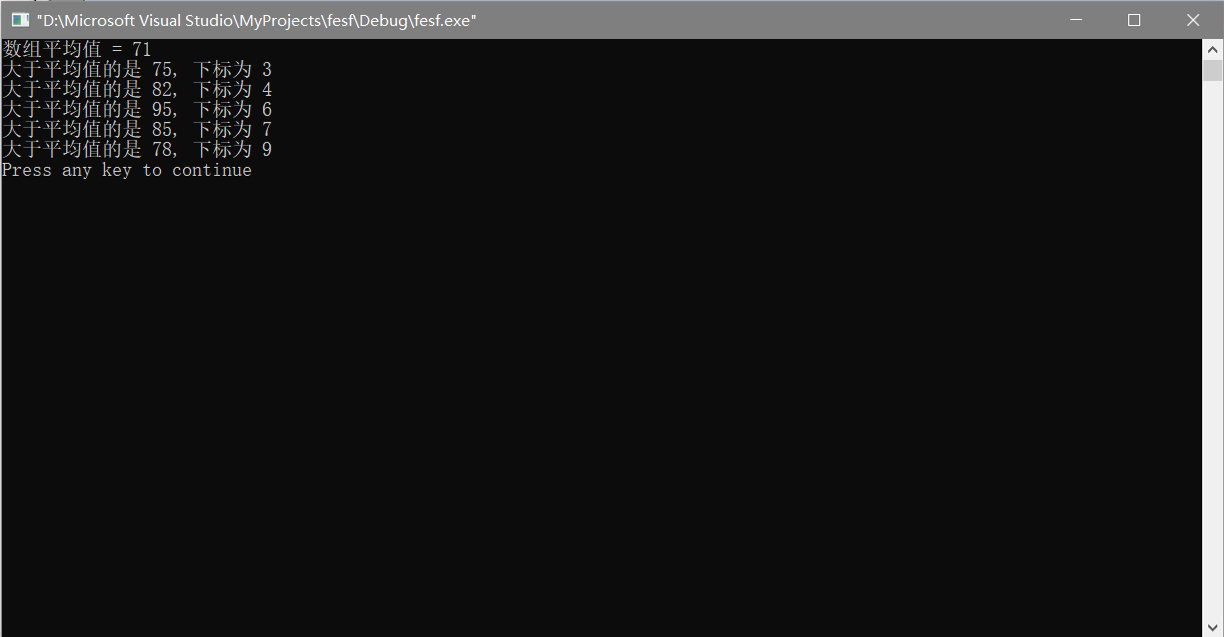 "D:\Microsoft Visual Studio\MyProjects\fesf\Debug\fesf.exe"
数组平均值 = 71
大于平均值的是 75, 下标为 3
大于平均值的是 82, 下标为 4
大于平均值的是 95, 下标为 6
大于平均值的是 85, 下标为 7
大于平均值的是 78, 下标为 9
Press any key to continue